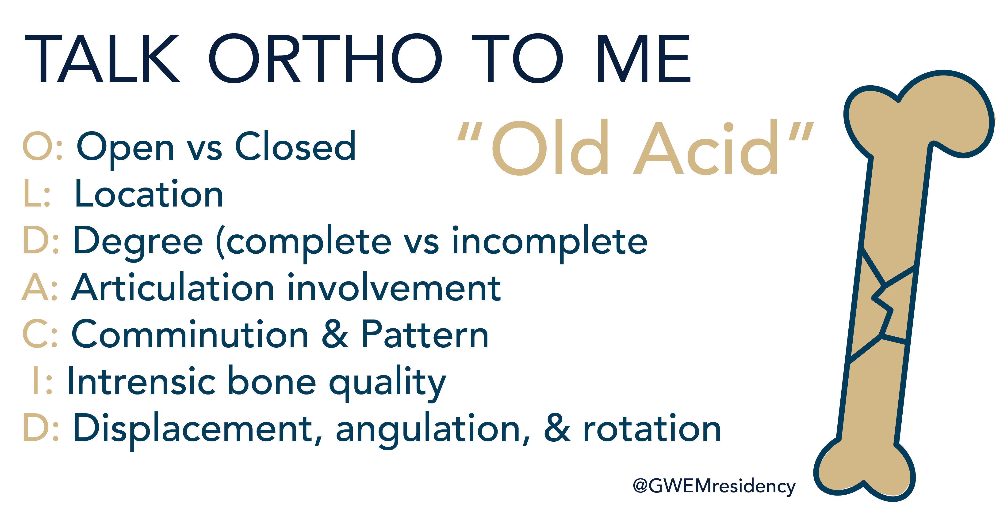 TALK ORTHO TO ME
“Old Acid”
O: Open vs Closed
L: Location
D: Degree (complete vs incomplete
A: Articulation involvement
C: Comminution & Pattern
I: Intrensic bone quality
D: Displacement, angulation, & rotation
@GWEMresidency